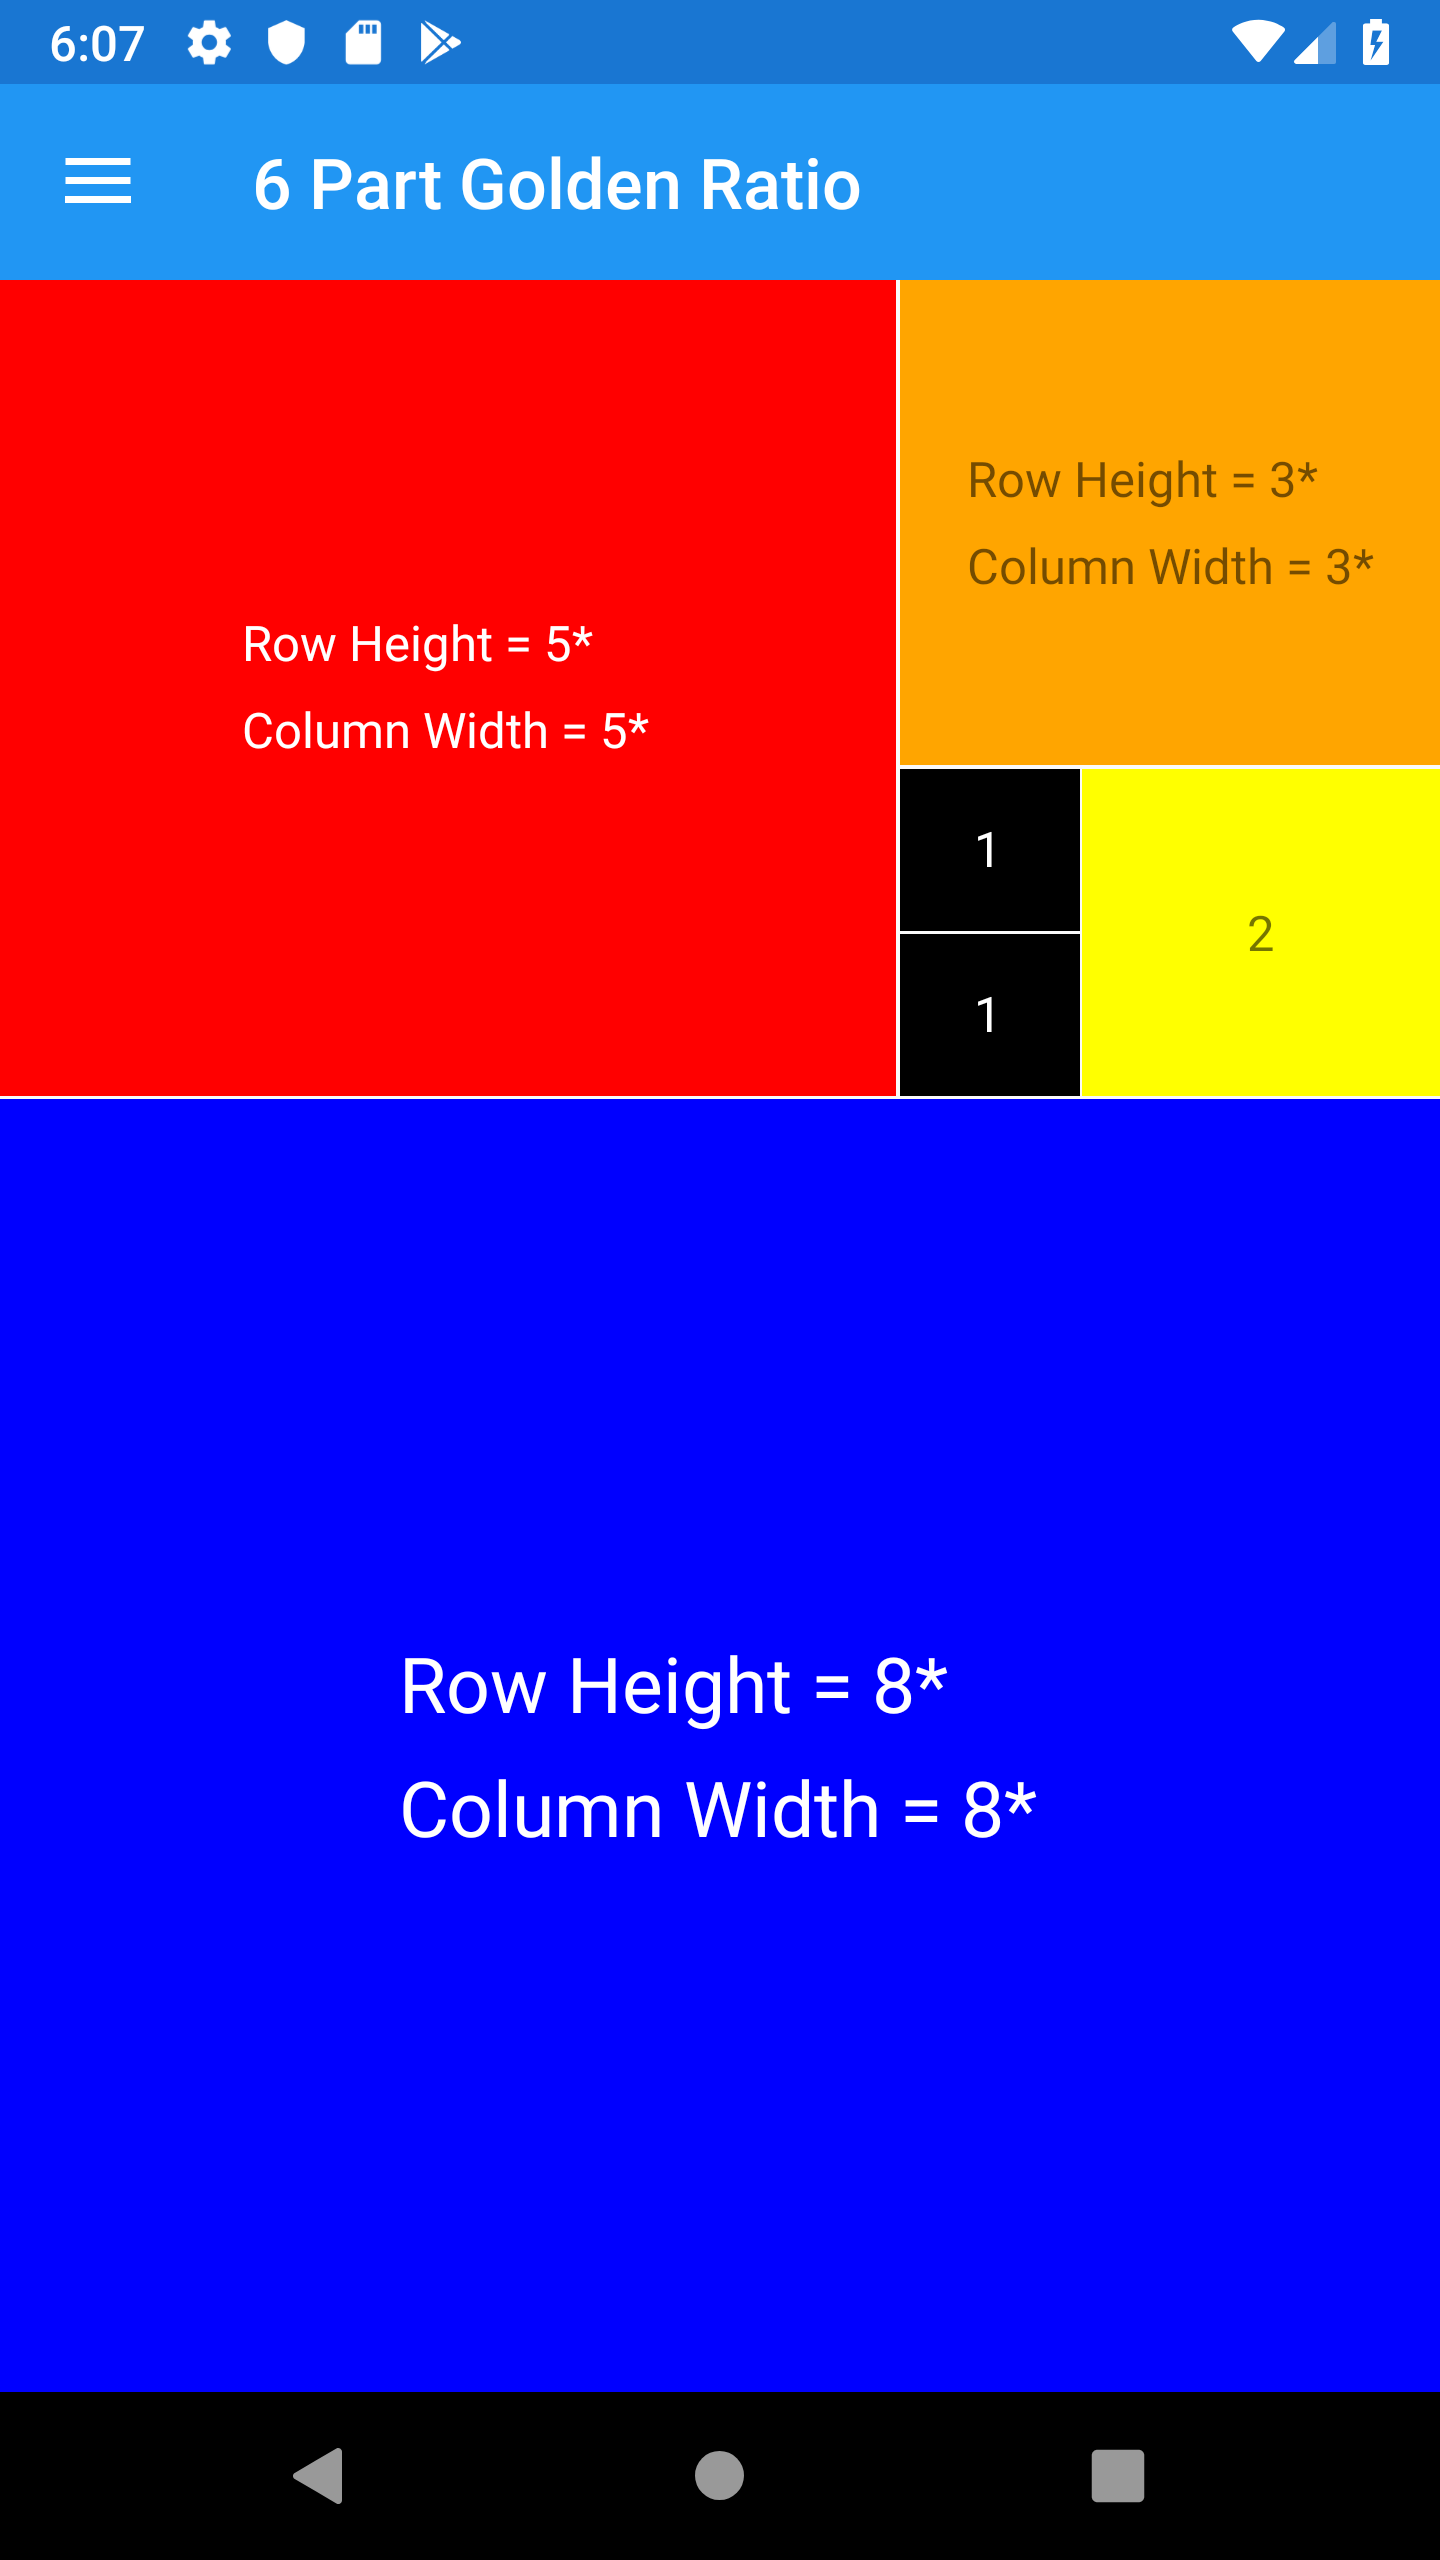 6:07
6 Part Golden Ratio
Row Height = 5*
Column Width = 5*
Row Height = 3*
Column Width = 3*
1
2
1
Row Height = 8*
Column Width = 8*